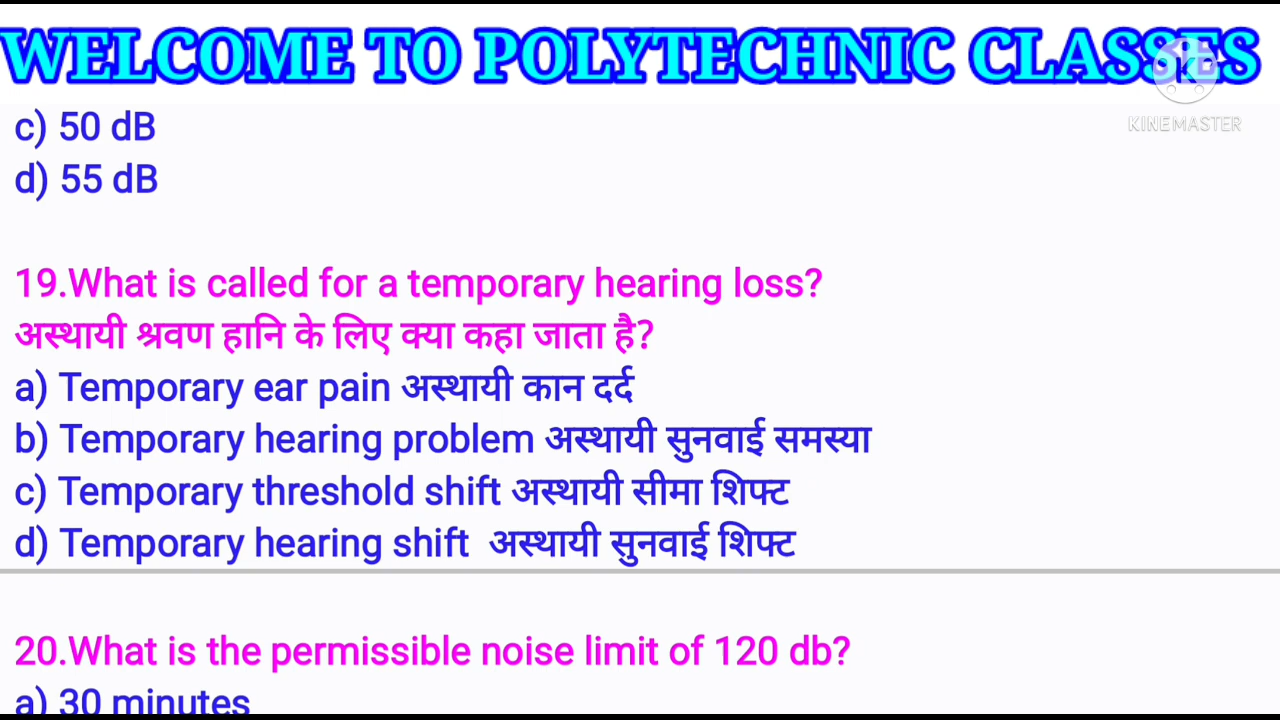 WELCOME TO POLYTECHNIC CLASSES
KINEMASTER
c) 50 dB
d) 55 dB
19.What is called for a temporary hearing loss?
अस्थायी श्रवण हानि के लिए क्या कहा जाता है?
a) Temporary ear pain अस्थायी कान दर्द
b) Temporary hearing problem अस्थायी सुनवाई समस्या
c) Temporary threshold shift अस्थायी सीमा शिफ्ट
d) Temporary hearing shift अस्थायी सुनवाई शिफ्ट
20.What is the permissible noise limit of 120 db?
a) 30 minutes